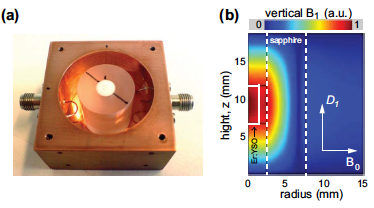 (a)
(b)
vertical B1 (a.u.)
0 1
sapphire
hight, z (mm)
15
10
5
Er:YSO
D1
B0
0 5 10 15
radius (mm)